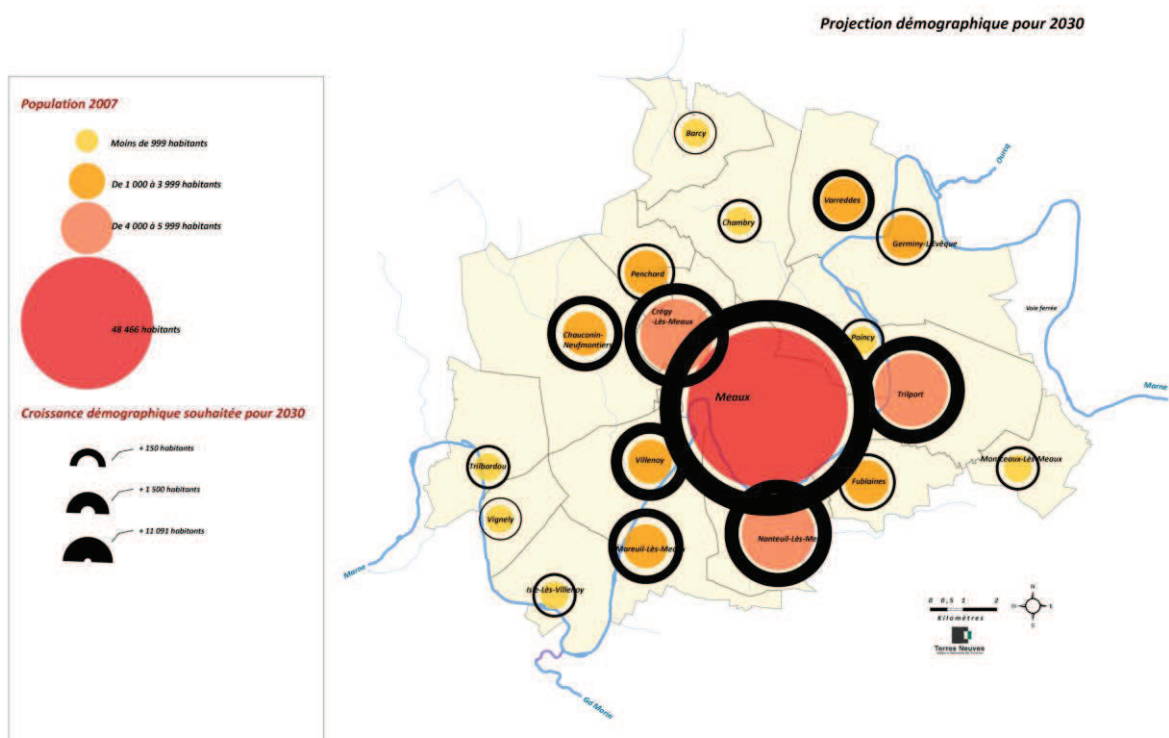 Projection démographique pour 2030
Population 2007
Moins de 999 habitants
De 1 000 à 3 999 habitants
De 4 000 à 5 999 habitants
48 466 habitants
Croissance démographique souhaitée pour 2030
+ 150 habitants
+ 1 500 habitants
+ 11 091 habitants
Barcy
Ourcq
Varreddes
Chambry
Germiny-L'Evêque
Penchard
Crégy
-Lès-Meaux
Voie ferrée
Chauconin-
Neufmontiers
Poincy
Marne
Trilport
Meaux
Villenoy
Trilbardou
Montceaux-Lès-Meaux
Fublaines
Vignely
Nanteuil-Lès-Me
Mareuil-Lès-Meaux
Marne
Isle-Lès-Villenoy
0 0,5 1 2
Kilomètres
N
W E
S
Terres Neuves
Gd Morin